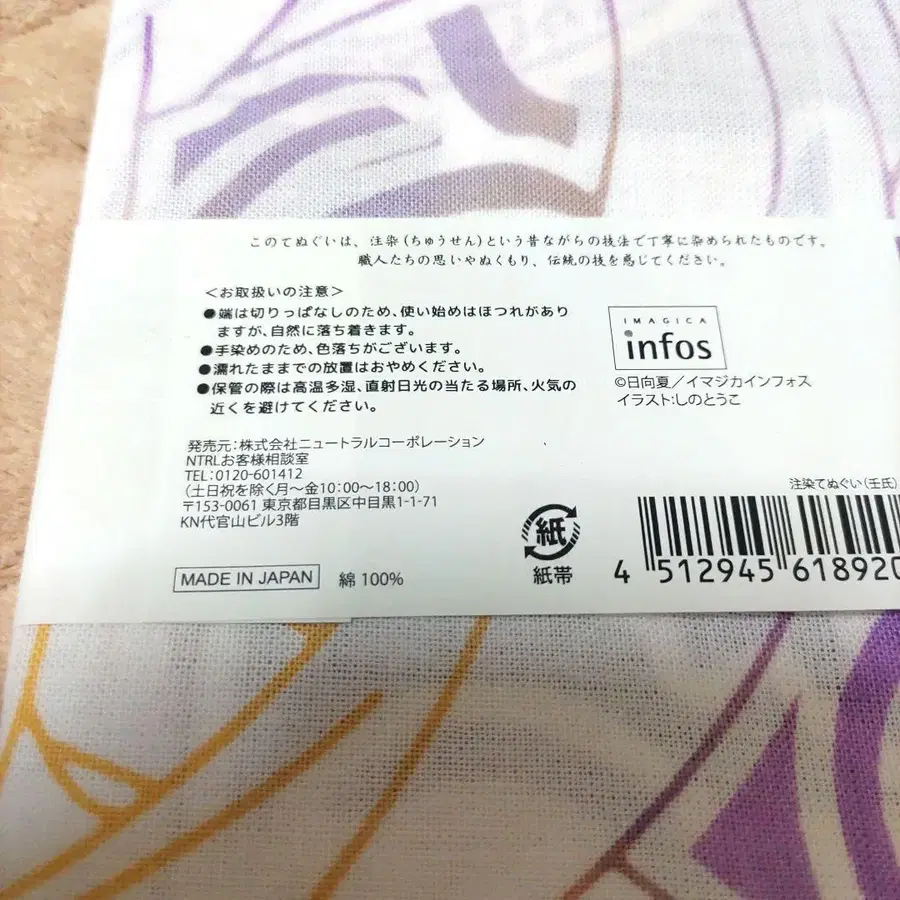 このてぬぐいは、注染(ちゅうせん)という昔ながらの技法で丁寧に染められたものです。
職人たちの思いやぬくもり、伝統の技を感じてください。
＜お取扱いの注意＞
●端は切りっぱなしのため、使い始めはほつれがあり
ますが、自然に落ち着きます。
●手染めのため、色落ちがございます。
●濡れたままでの放置はおやめください。
●保管の際は高温多湿、直射日光の当たる場所、火気の
近くを避けてください。
IMAGICA
infos
©日向夏／イマジカインフォス
イラスト:しのとうこ
発売元:株式会社ニュートラルコーポレーション
NTRLお客様相談室
TEL:0120-601412
(土日祝を除く月〜金10:00〜18:00)
〒153-0061 東京都目黒区中目黒1-1-71
KN代官山ビル3階
MADE IN JAPAN
綿 100%
紙
紙帯
注染てぬぐい(壬氏)
4 512945 618920